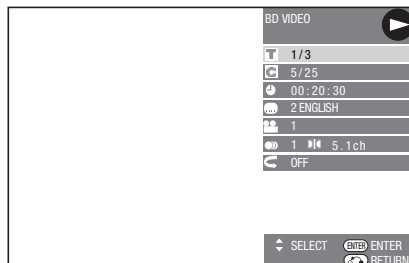 BD VIDEO
T 1/3
C 5/25
00:20:30
2 ENGLISH
1
1 5.1ch
OFF
SELECT ENTER ENTER
RETURN